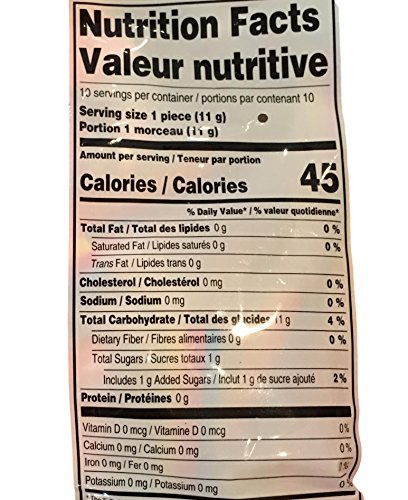 Nutrition Facts
Valeur nutritive
10 servings per container / portions par contenant 10
Serving size 1 piece (11 g)
Portion 1 morceau (11 g)
Amount per serving / Teneur par portion
Calories / Calories 45
% Daily Value* / % valeur quotidienne*
Total Fat / Total des lipides 0 g 0 %
Saturated Fat / Lipides saturés 0 g 0 %
Trans Fat / Lipides trans 0 g
Cholesterol / Cholestérol 0 mg 0 %
Sodium / Sodium 0 mg 0 %
Total Carbohydrate / Total des glucides 11 g 4 %
Dietary Fiber / Fibres alimentaires 0 g 0 %
Total Sugars / Sucres totaux 1 g
Includes 1 g Added Sugars / Inclut 1 g de sucre ajouté 2%
Protein / Protéines 0 g
Vitamin D 0 mcg / Vitamine D 0 mcg 0%
Calcium 0 mg / Calcium 0 mg 0%
Iron 0 mg / Fer 0 mg
Potassium 0 mg / Potassium 0 mg 0%